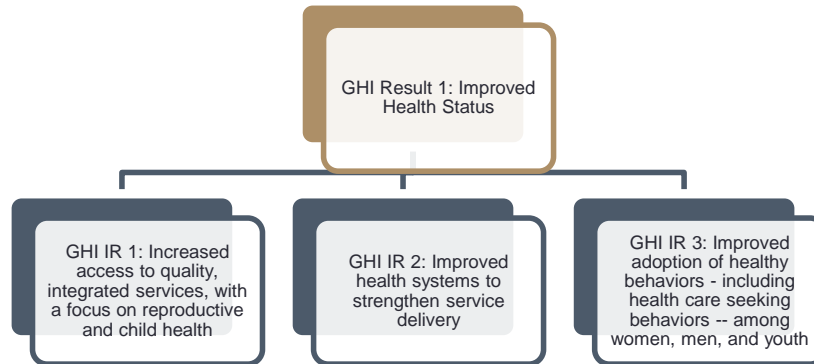 GHI Result 1: Improved
Health Status
GHI IR 1: Increased
access to quality,
integrated services, with
a focus on reproductive
and child health
GHI IR 2: Improved
health systems to
strengthen service
delivery
GHI IR 3: Improved
adoption of healthy
behaviors - including
health care seeking
behaviors -- among
women, men, and youth